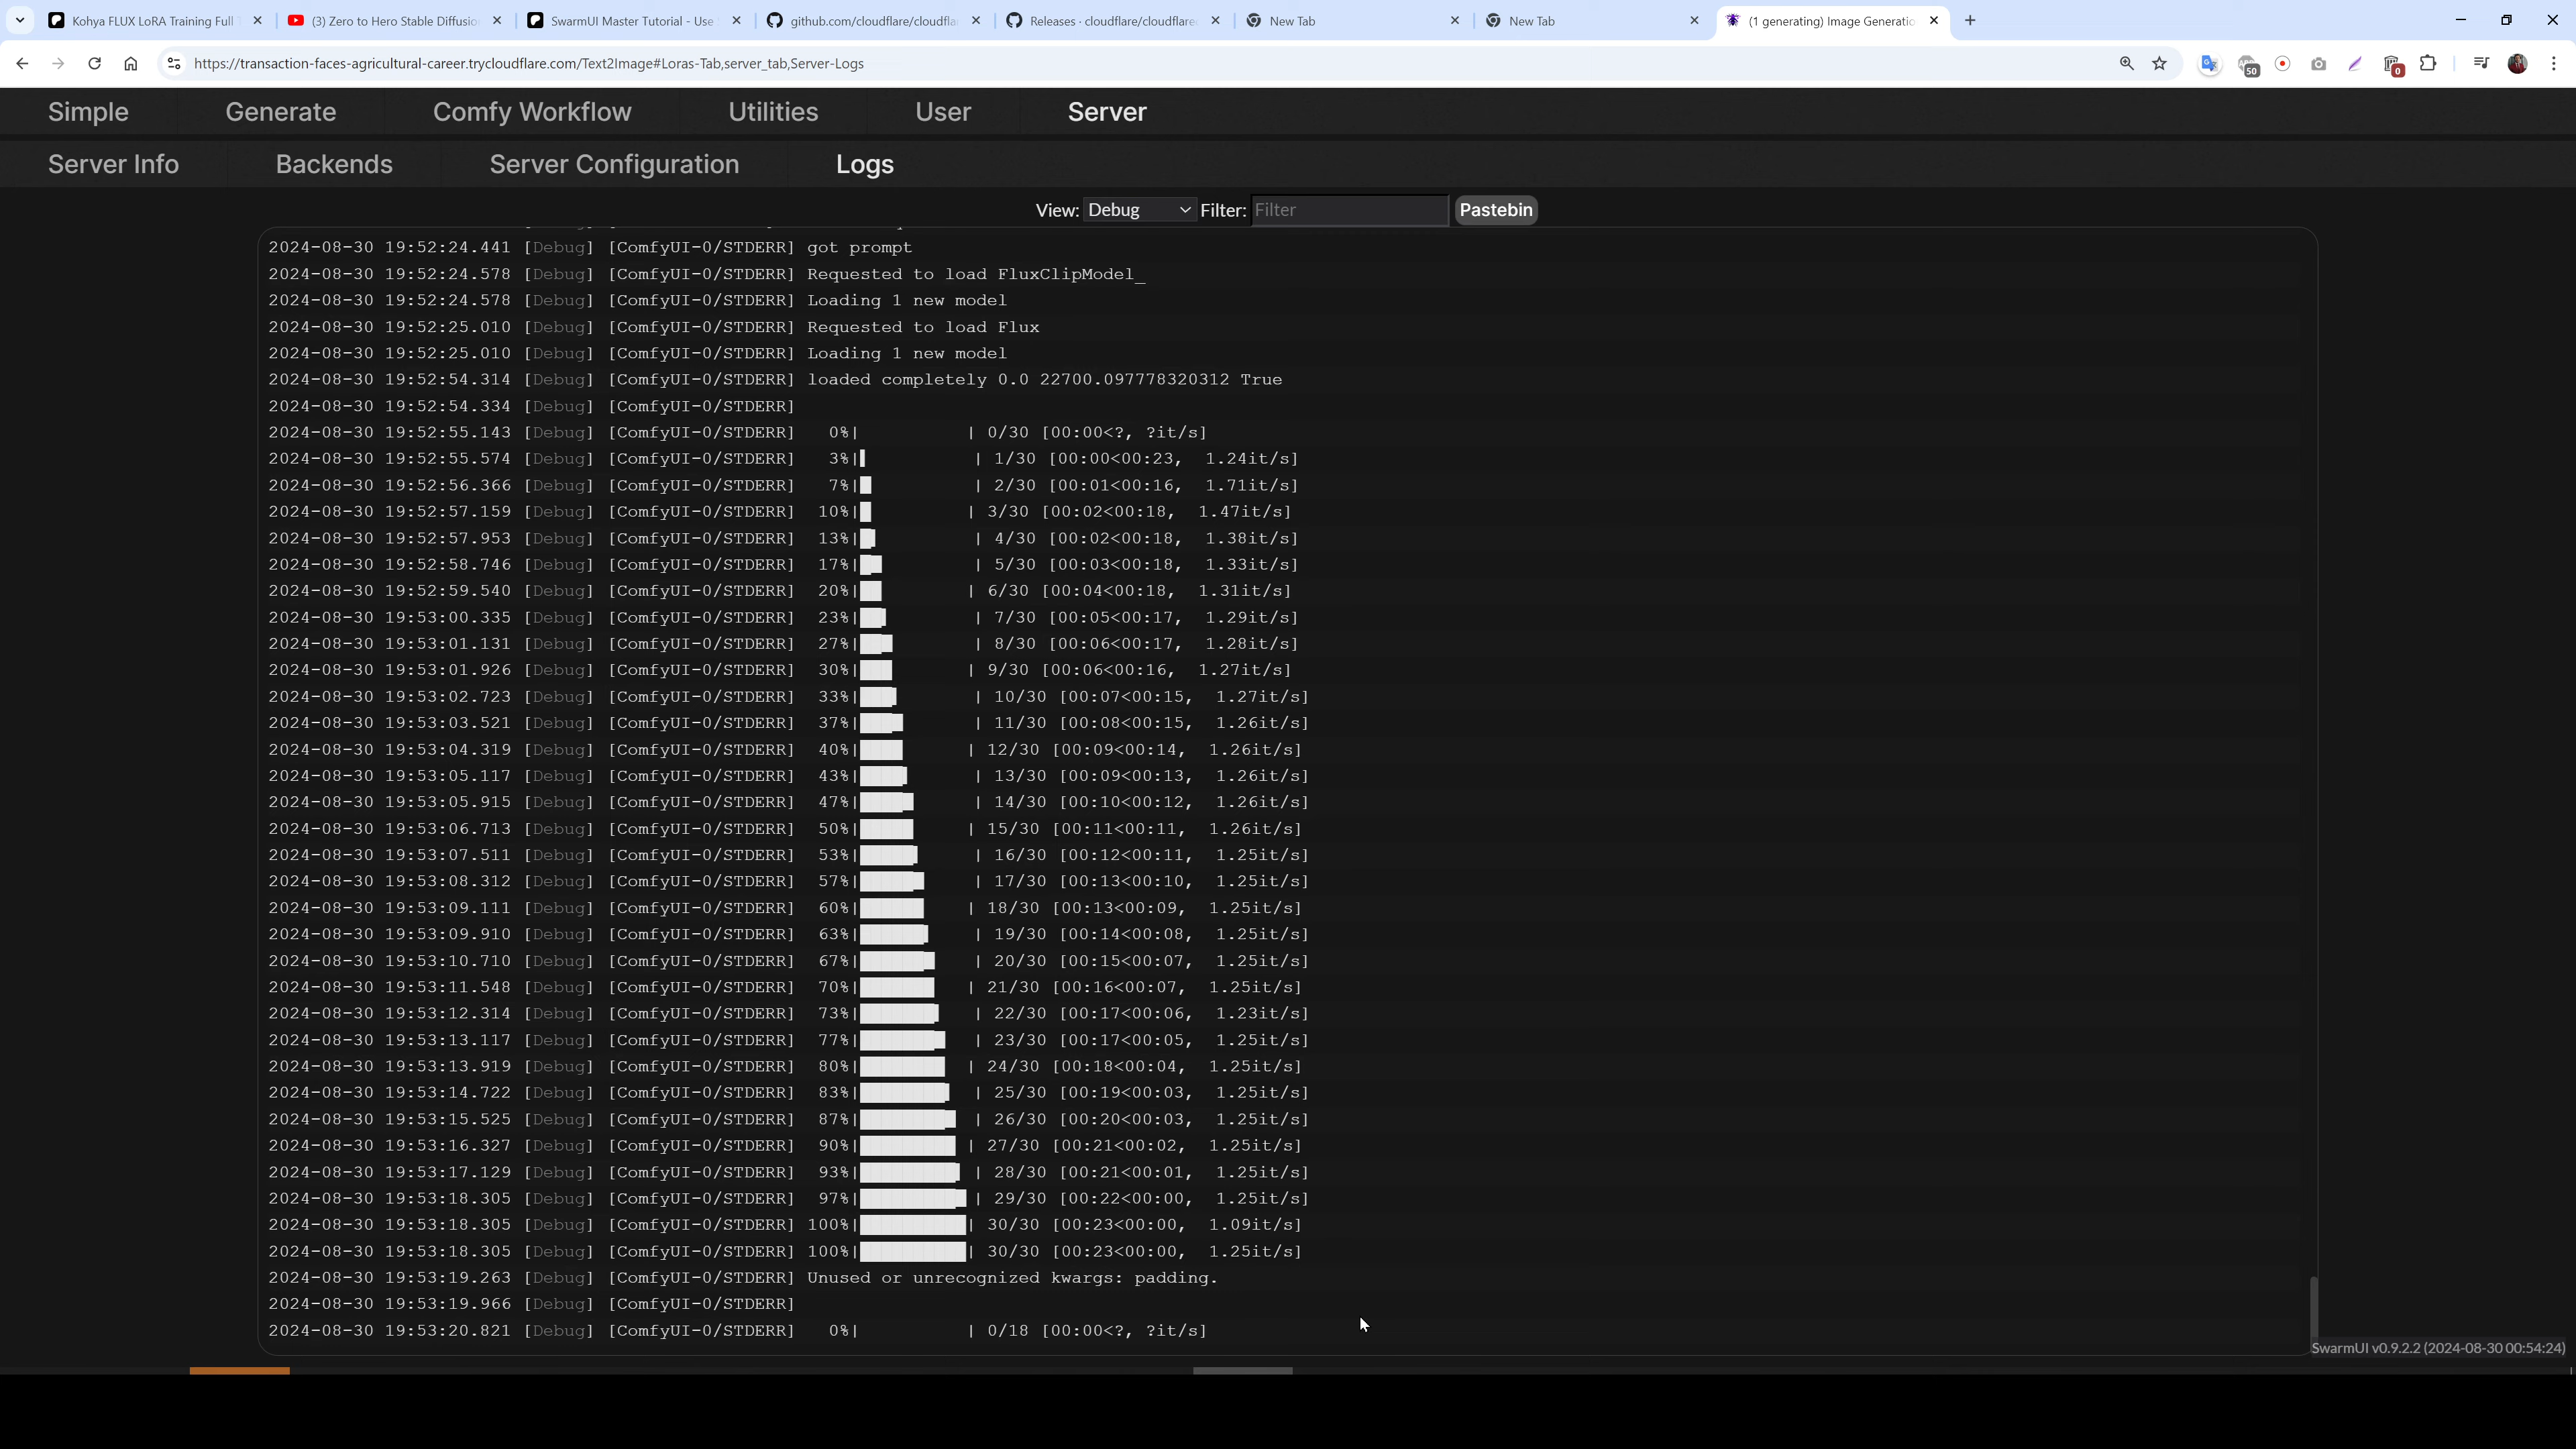 Kohya FLUX LoRA Training Full
(3) Zero to Hero Stable Diffusio
SwarmUI Master Tutorial - Use
github.com/cloudflare/cloudfla
Releases · cloudflare/cloudflared
New Tab
New Tab
(1 generating) Image Generatio
https://transaction-faces-agricultural-career.trycloudflare.com/Text2Image#Loras-Tab,server_tab,Server-Logs
50
0
Simple Generate Comfy Workflow Utilities User Server
Server Info Backends Server Configuration Logs
View: Debug Filter: Filter Pastebin
2024-08-30 19:52:24.441 [Debug] [ComfyUI-0/STDERR] got prompt
2024-08-30 19:52:24.578 [Debug] [ComfyUI-0/STDERR] Requested to load FluxClipModel_
2024-08-30 19:52:24.578 [Debug] [ComfyUI-0/STDERR] Loading 1 new model
2024-08-30 19:52:25.010 [Debug] [ComfyUI-0/STDERR] Requested to load Flux
2024-08-30 19:52:25.010 [Debug] [ComfyUI-0/STDERR] Loading 1 new model
2024-08-30 19:52:54.314 [Debug] [ComfyUI-0/STDERR] loaded completely 0.0 22700.097778320312 True
2024-08-30 19:52:54.334 [Debug] [ComfyUI-0/STDERR]
2024-08-30 19:52:55.143 [Debug] [ComfyUI-0/STDERR] 0%| | 0/30 [00:00<?, ?it/s]
2024-08-30 19:52:55.574 [Debug] [ComfyUI-0/STDERR] 3%| | 1/30 [00:00<00:23, 1.24it/s]
2024-08-30 19:52:56.366 [Debug] [ComfyUI-0/STDERR] 7%| | 2/30 [00:01<00:16, 1.71it/s]
2024-08-30 19:52:57.159 [Debug] [ComfyUI-0/STDERR] 10%| | 3/30 [00:02<00:18, 1.47it/s]
2024-08-30 19:52:57.953 [Debug] [ComfyUI-0/STDERR] 13%| | 4/30 [00:02<00:18, 1.38it/s]
2024-08-30 19:52:58.746 [Debug] [ComfyUI-0/STDERR] 17%| | 5/30 [00:03<00:18, 1.33it/s]
2024-08-30 19:52:59.540 [Debug] [ComfyUI-0/STDERR] 20%| | 6/30 [00:04<00:18, 1.31it/s]
2024-08-30 19:53:00.335 [Debug] [ComfyUI-0/STDERR] 23%| | 7/30 [00:05<00:17, 1.29it/s]
2024-08-30 19:53:01.131 [Debug] [ComfyUI-0/STDERR] 27%| | 8/30 [00:06<00:17, 1.28it/s]
2024-08-30 19:53:01.926 [Debug] [ComfyUI-0/STDERR] 30%| | 9/30 [00:06<00:16, 1.27it/s]
2024-08-30 19:53:02.723 [Debug] [ComfyUI-0/STDERR] 33%| | 10/30 [00:07<00:15, 1.27it/s]
2024-08-30 19:53:03.521 [Debug] [ComfyUI-0/STDERR] 37%| | 11/30 [00:08<00:15, 1.26it/s]
2024-08-30 19:53:04.319 [Debug] [ComfyUI-0/STDERR] 40%| | 12/30 [00:09<00:14, 1.26it/s]
2024-08-30 19:53:05.117 [Debug] [ComfyUI-0/STDERR] 43%| | 13/30 [00:09<00:13, 1.26it/s]
2024-08-30 19:53:05.915 [Debug] [ComfyUI-0/STDERR] 47%| | 14/30 [00:10<00:12, 1.26it/s]
2024-08-30 19:53:06.713 [Debug] [ComfyUI-0/STDERR] 50%| | 15/30 [00:11<00:11, 1.26it/s]
2024-08-30 19:53:07.511 [Debug] [ComfyUI-0/STDERR] 53%| | 16/30 [00:12<00:11, 1.25it/s]
2024-08-30 19:53:08.312 [Debug] [ComfyUI-0/STDERR] 57%| | 17/30 [00:13<00:10, 1.25it/s]
2024-08-30 19:53:09.111 [Debug] [ComfyUI-0/STDERR] 60%| | 18/30 [00:13<00:09, 1.25it/s]
2024-08-30 19:53:09.910 [Debug] [ComfyUI-0/STDERR] 63%| | 19/30 [00:14<00:08, 1.25it/s]
2024-08-30 19:53:10.710 [Debug] [ComfyUI-0/STDERR] 67%| | 20/30 [00:15<00:07, 1.25it/s]
2024-08-30 19:53:11.548 [Debug] [ComfyUI-0/STDERR] 70%| | 21/30 [00:16<00:07, 1.25it/s]
2024-08-30 19:53:12.314 [Debug] [ComfyUI-0/STDERR] 73%| | 22/30 [00:17<00:06, 1.23it/s]
2024-08-30 19:53:13.117 [Debug] [ComfyUI-0/STDERR] 77%| | 23/30 [00:17<00:05, 1.25it/s]
2024-08-30 19:53:13.919 [Debug] [ComfyUI-0/STDERR] 80%| | 24/30 [00:18<00:04, 1.25it/s]
2024-08-30 19:53:14.722 [Debug] [ComfyUI-0/STDERR] 83%| | 25/30 [00:19<00:03, 1.25it/s]
2024-08-30 19:53:15.525 [Debug] [ComfyUI-0/STDERR] 87%| | 26/30 [00:20<00:03, 1.25it/s]
2024-08-30 19:53:16.327 [Debug] [ComfyUI-0/STDERR] 90%| | 27/30 [00:21<00:02, 1.25it/s]
2024-08-30 19:53:17.129 [Debug] [ComfyUI-0/STDERR] 93%| | 28/30 [00:21<00:01, 1.25it/s]
2024-08-30 19:53:18.305 [Debug] [ComfyUI-0/STDERR] 97%| | 29/30 [00:22<00:00, 1.25it/s]
2024-08-30 19:53:18.305 [Debug] [ComfyUI-0/STDERR] 100%| | 30/30 [00:23<00:00, 1.09it/s]
2024-08-30 19:53:18.305 [Debug] [ComfyUI-0/STDERR] 100%| | 30/30 [00:23<00:00, 1.25it/s]
2024-08-30 19:53:19.263 [Debug] [ComfyUI-0/STDERR] Unused or unrecognized kwargs: padding.
2024-08-30 19:53:19.966 [Debug] [ComfyUI-0/STDERR]
2024-08-30 19:53:20.821 [Debug] [ComfyUI-0/STDERR] 0%| | 0/18 [00:00<?, ?it/s]
SwarmUI v0.9.2.2 (2024-08-30 00:54:24)